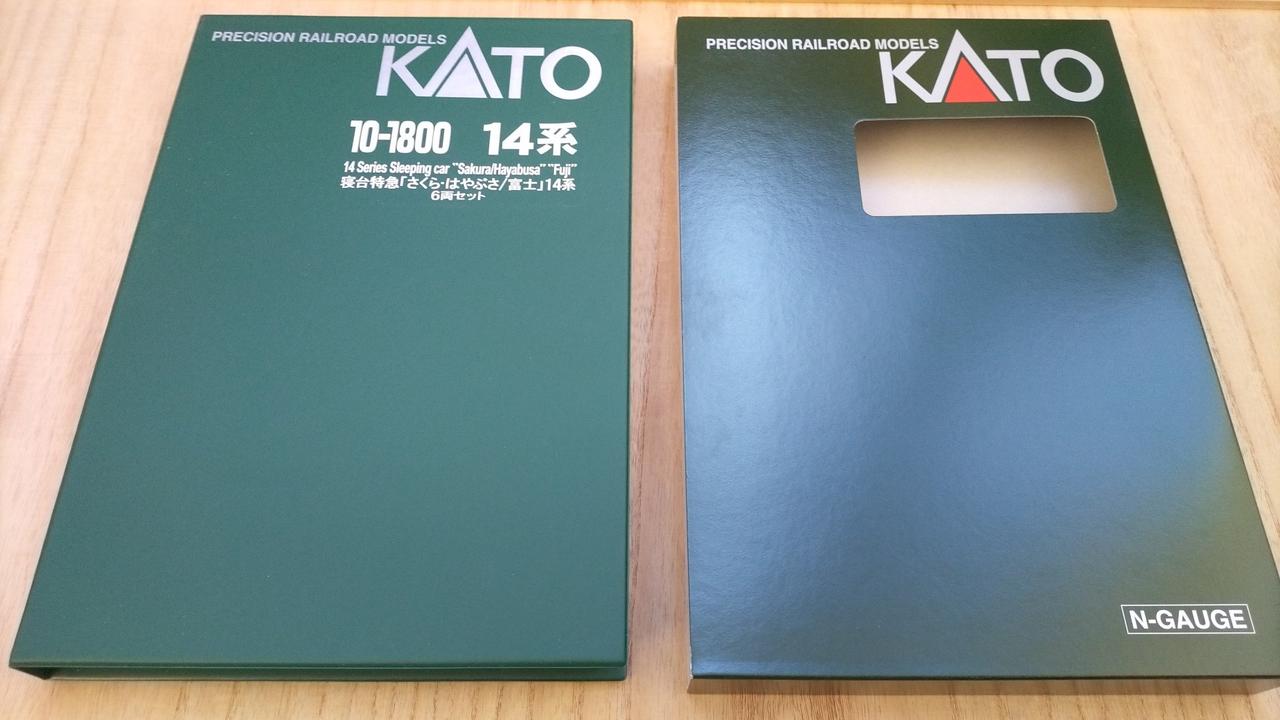 PRECISION RAILROAD MODELS
KATO
10-1800 14系
14 Series Sleeping car "Sakura/Hayabusa" "Fuji"
寝台特急「さくら・はやぶさ/富士」14系
6両セット
PRECISION RAILROAD MODELS
KATO
N-GAUGE